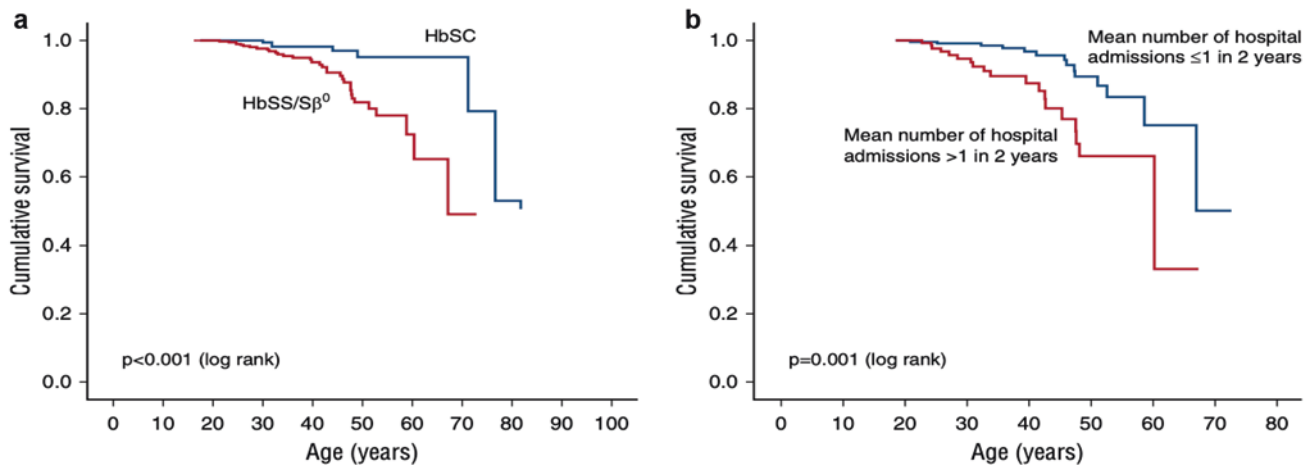 a
1.0
0.8
0.6
0.4
0.2
0.0
Cumulative survival
HbSC
HbSS/Sβ⁰
p<0.001 (log rank)
0 10 20 30 40 50 60 70 80 90 100
Age (years)
b
1.0
0.8
0.6
0.4
0.2
0.0
Cumulative survival
Mean number of hospital
admissions ≤1 in 2 years
Mean number of hospital
admissions >1 in 2 years
p=0.001 (log rank)
0 10 20 30 40 50 60 70 80
Age (years)